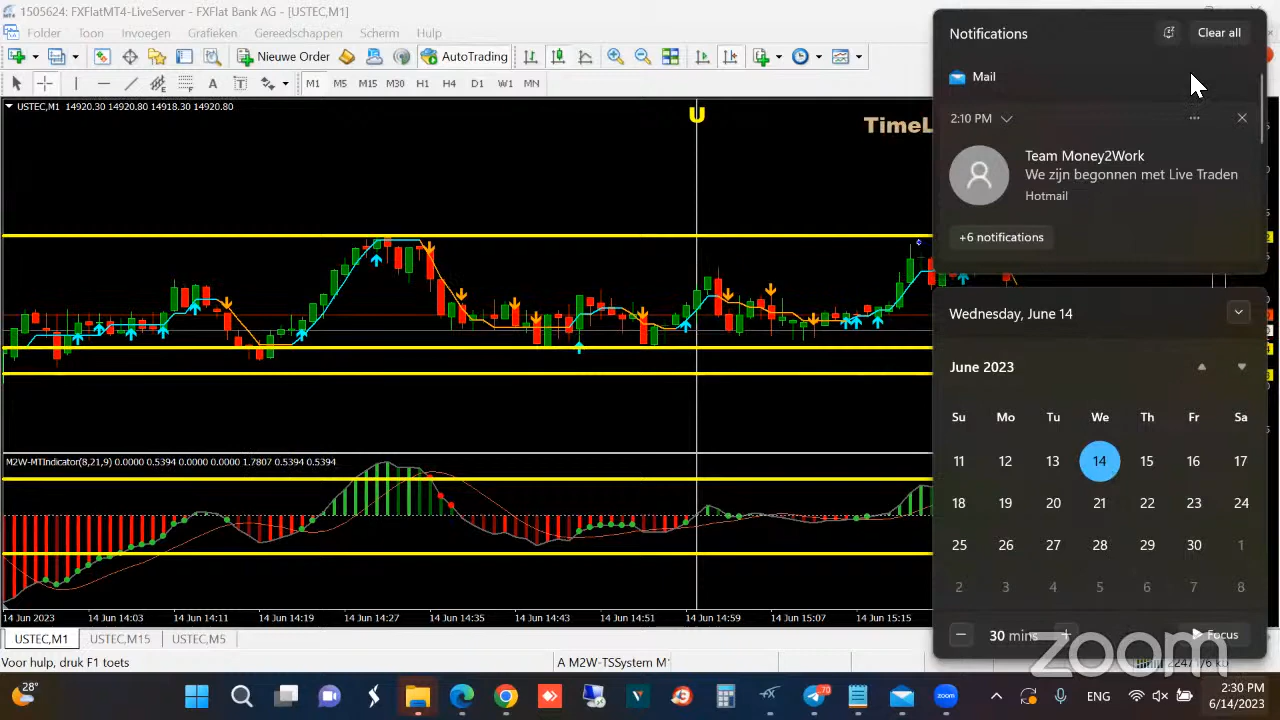 1505624: FXFlatMT4-LiveServer - FXFlat Bank AG - [USTEC,M1]
Folder Toon Invoegen Grafieken Gereedschappen Scherm Help
Nieuwe Order AutoTrading
A T M1 M5 M15 M30 H1 H4 D1 W1 MN
USTEC,M1 14920.30 14920.80 14918.30 14920.80
U
TimeL
M2W-MTIndicator(8,21,9) 0.0000 0.5394 0.0000 0.0000 1.7807 0.5394 0.5394
14 Jun 2023 14 Jun 14:03 14 Jun 14:11 14 Jun 14:19 14 Jun 14:27 14 Jun 14:35 14 Jun 14:43 14 Jun 14:51 14 Jun 14:59 14 Jun 15:07 14 Jun 15:15
USTEC,M1 USTEC,M15 USTEC,M5
Voor hulp, druk F1 toets
A M2W-TSSystem M1
Notifications
Clear all
Mail
2:10 PM
Team Money2Work
We zijn begonnen met Live Traden
Hotmail
+6 notifications
Wednesday, June 14
June 2023
Su Mo Tu We Th Fr Sa
11 12 13 14 15 16 17
18 19 20 21 22 23 24
25 26 27 28 29 30 1
2 3 4 5 6 7 8
30 mins
Focus
zoom
28°
70
zoom
ENG
2:30 PM
6/14/2023